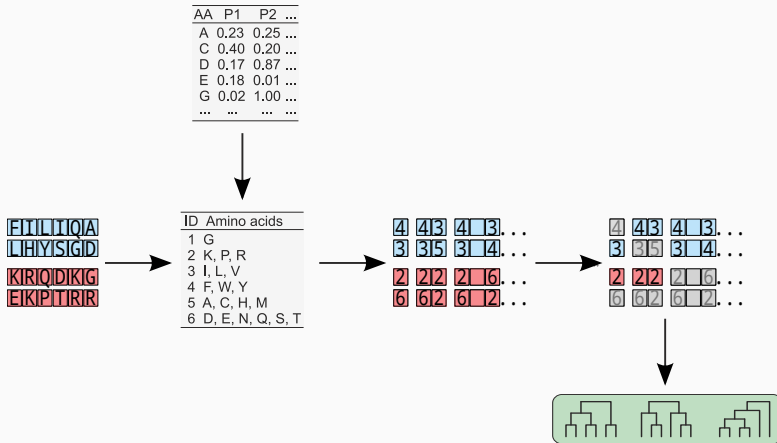 AA P1 P2 ...
A 0.23 0.25 ...
C 0.40 0.20 ...
D 0.17 0.87 ...
E 0.18 0.01 ...
G 0.02 1.00 ...
... ... ... ...
FILIQA
LHYSGD
KRQDKG
EKPTRR
ID Amino acids
1 G
2 K, P, R
3 I, L, V
4 F, W, Y
5 A, C, H, M
6 D, E, N, Q, S, T
4 43 4 3...
3 35 3 4...
2 22 2 6...
6 62 6 2...
4 43 4 3...
3 35 3 4...
2 22 2 6...
6 62 6 2...